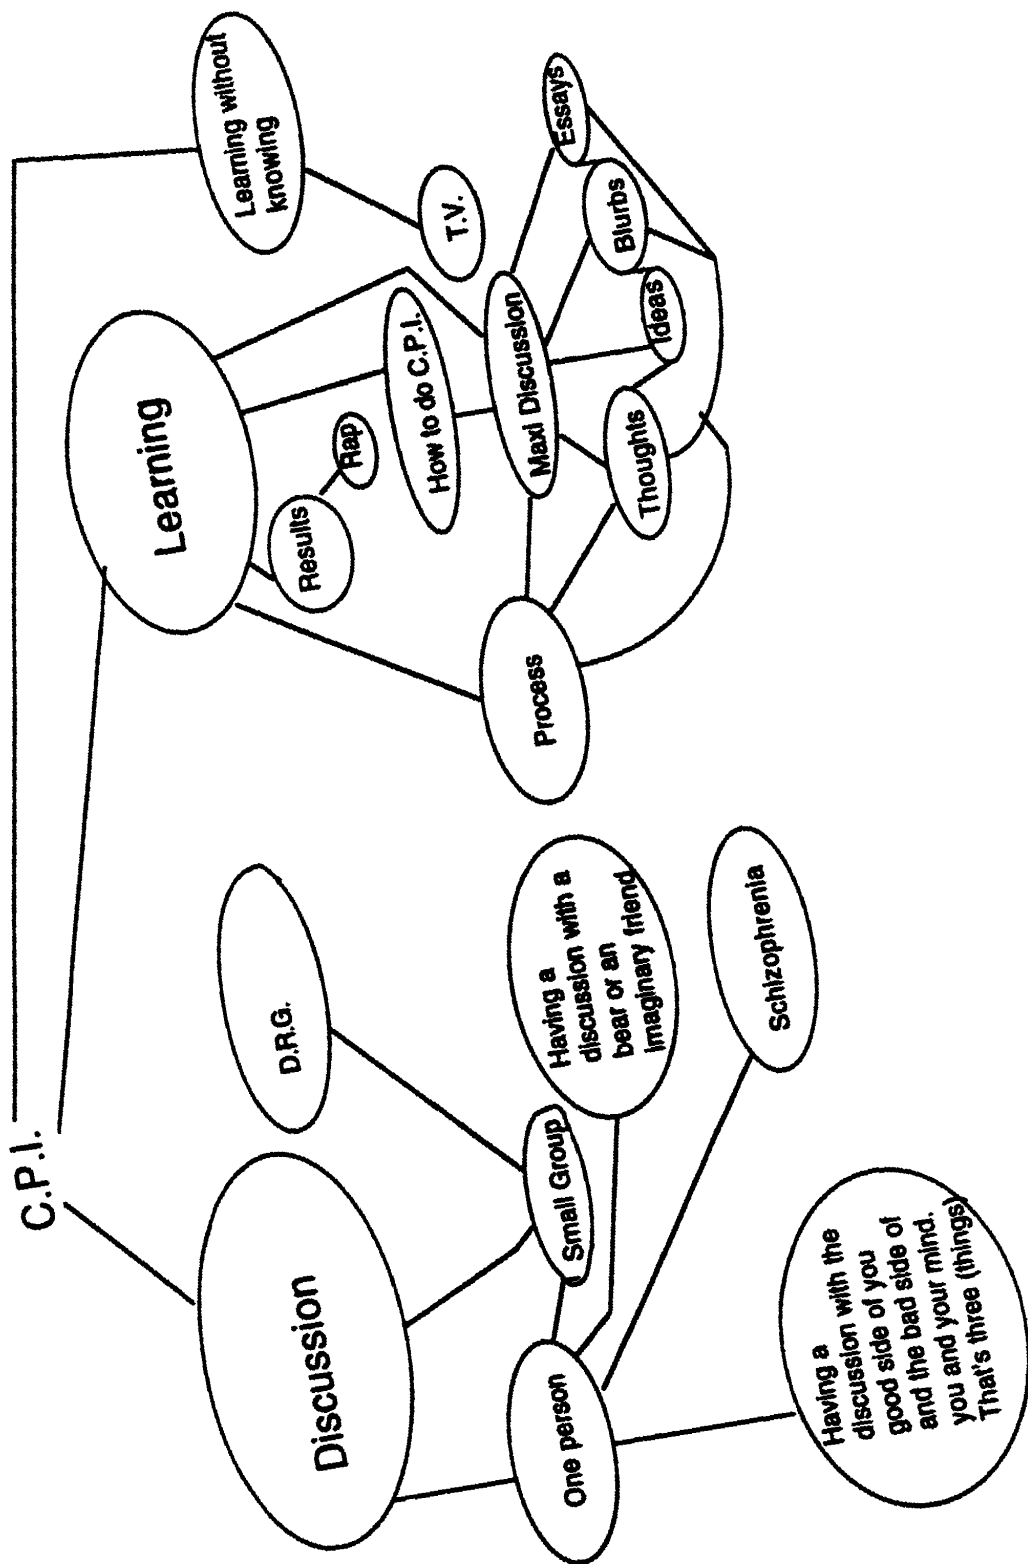 C.P.I.
Discussion
D.R.G.
Small Group
One person
Having a
discussion with a
bear or an
imaginary friend
Schizophrenia
Having a
discussion with the
good side of you
and the bad side of
you and your mind.
That's three (things)
Learning
Results
Rap
How to do C.P.I.
Process
Maxi Discussion
Thoughts
Ideas
Blurbs
Essays
Learning without
knowing
T.V.